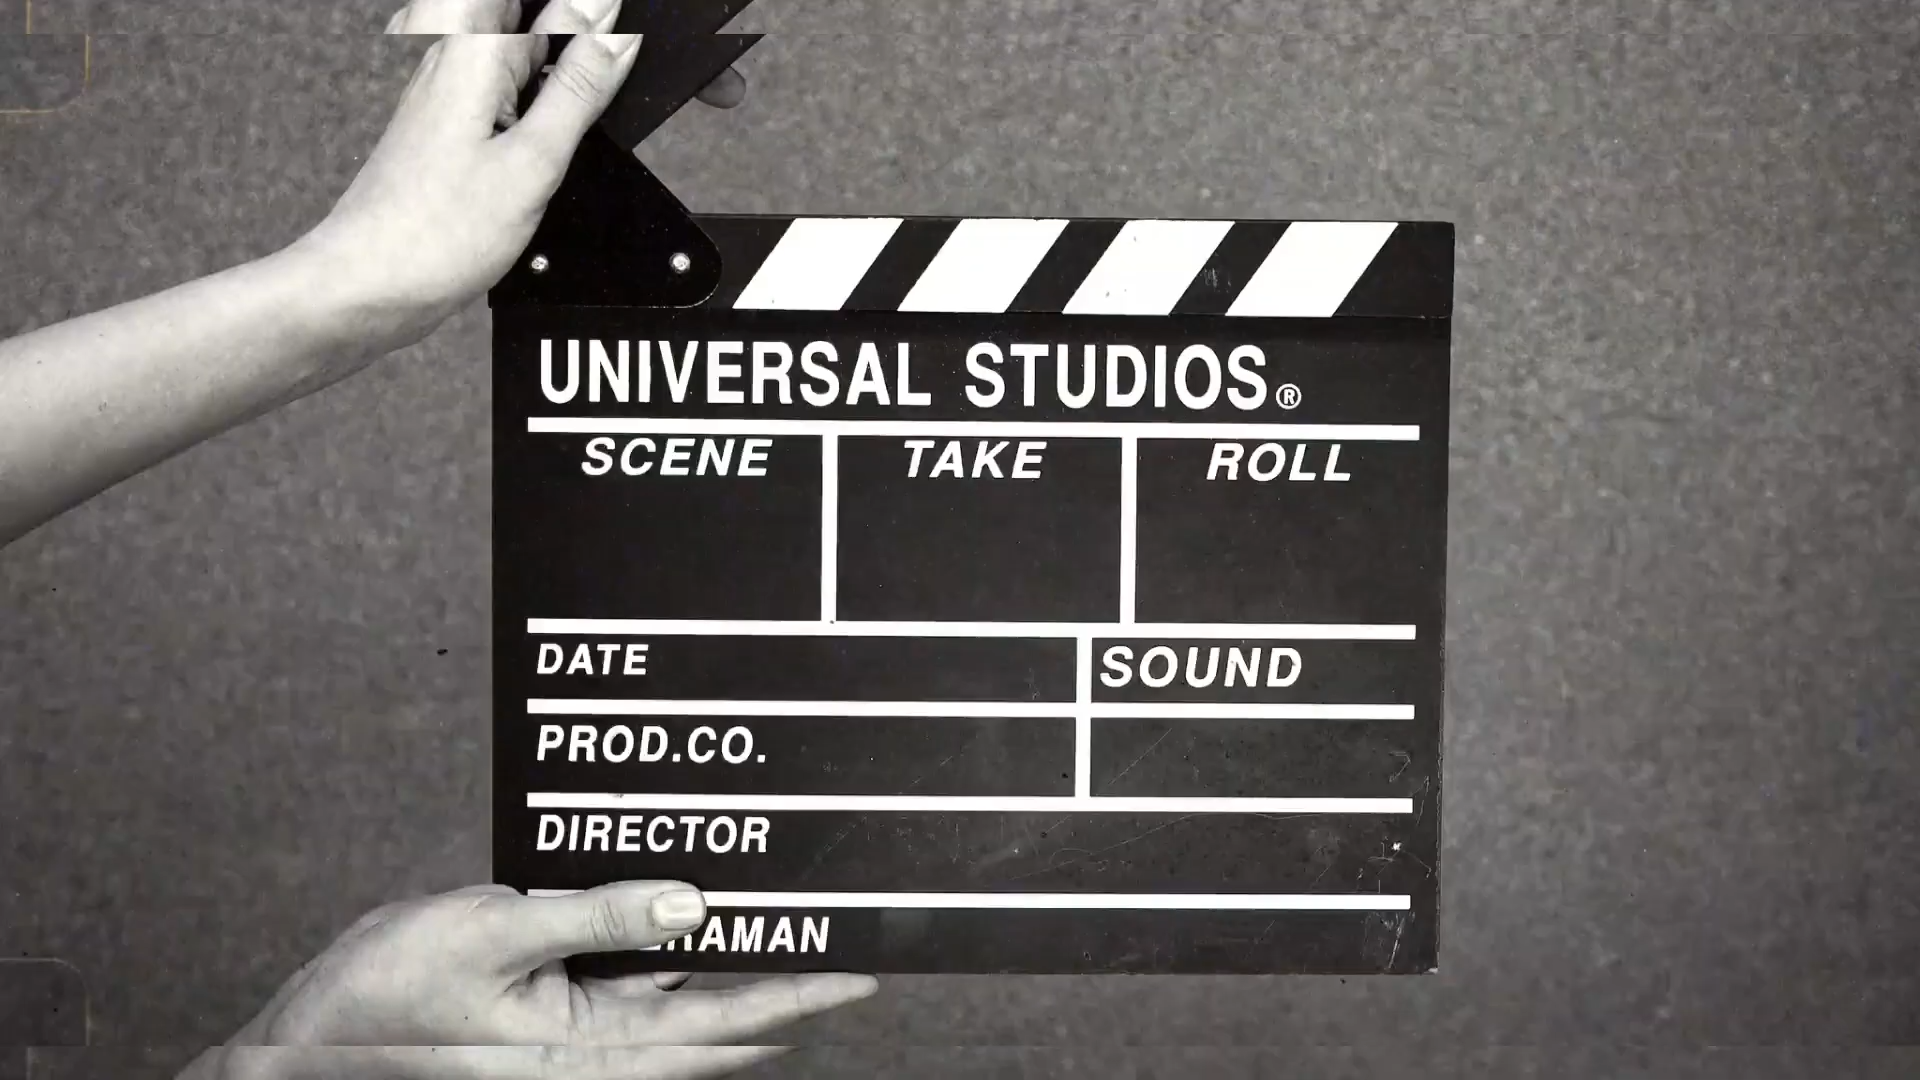 UNIVERSAL STUDIOS®
SCENE TAKE ROLL
DATE SOUND
PROD.CO.
DIRECTOR